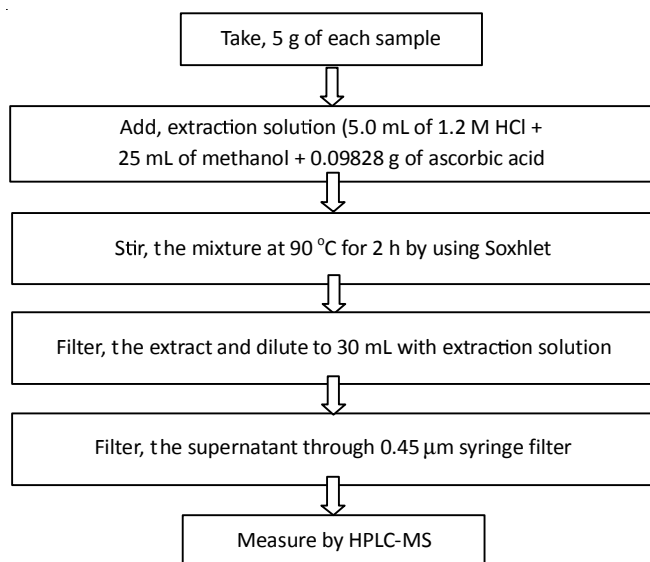 Take, 5 g of each sample
Add, extraction solution (5.0 mL of 1.2 M HCl +
25 mL of methanol + 0.09828 g of ascorbic acid
Stir, the mixture at 90 °C for 2 h by using Soxhlet
Filter, the extract and dilute to 30 mL with extraction solution
Filter, the supernatant through 0.45 μm syringe filter
Measure by HPLC-MS